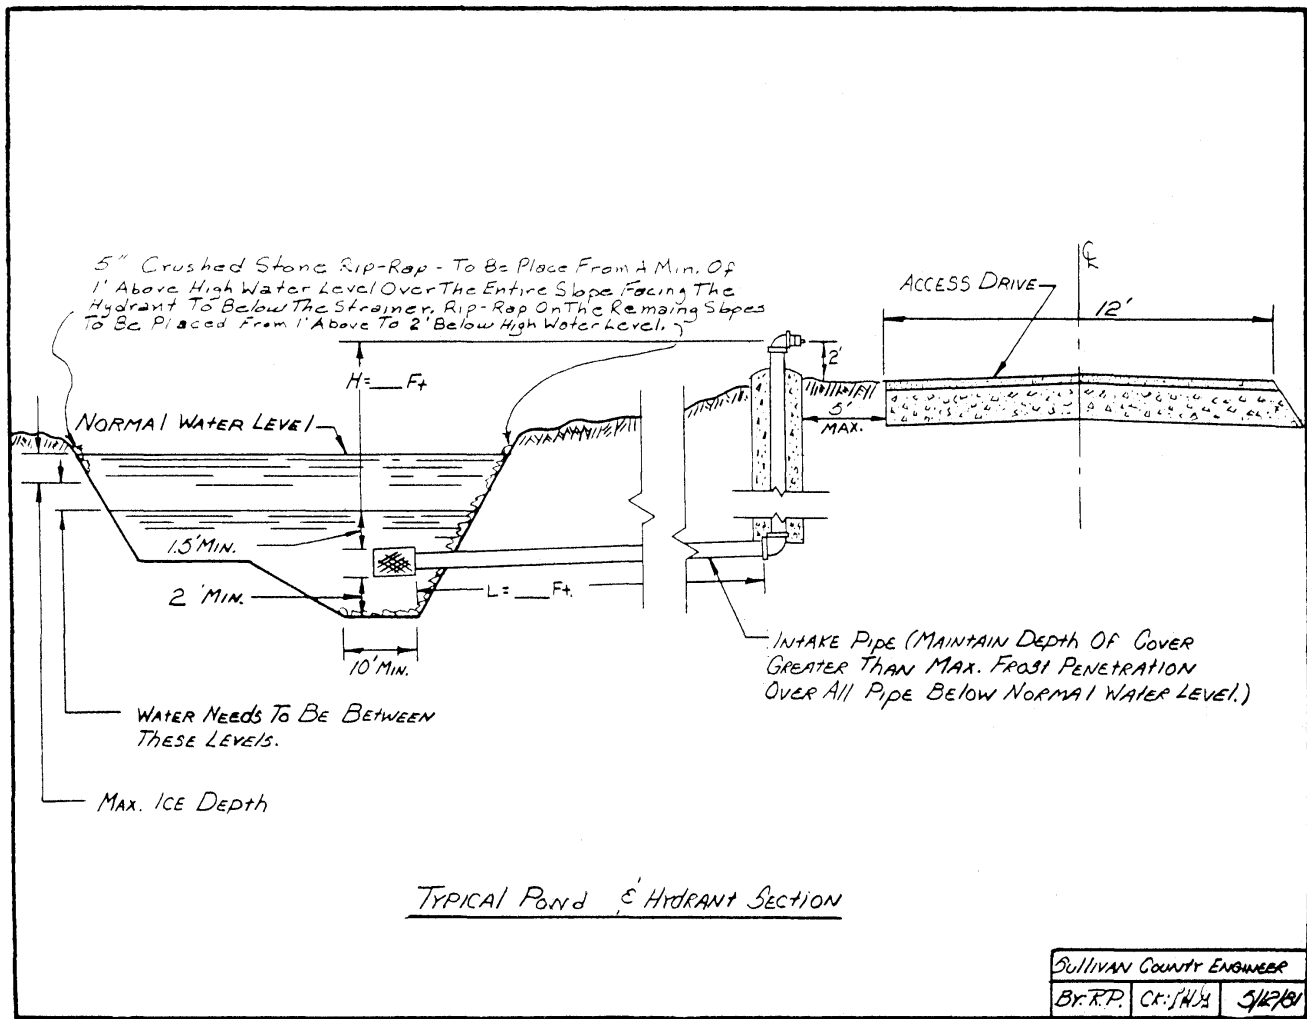 5" Crushed Stone Rip-Rap - To Be Place From A Min. Of
1' Above High Water Level Over The Entire Slope Facing The
Hydrant To Below The Strainer. Rip-Rap On The Remaing Slopes
To Be Placed From 1' Above To 2' Below High Water Level.
ACCESS DRIVE
12'
2'
H=___ Ft
5'
MAX.
NORMAL WATER LEVEL
1.5' MIN.
2' MIN.
L=___ Ft.
10' MIN.
INTAKE PIPE (MAINTAIN DEPTH OF COVER
GREATER THAN MAX. FROST PENETRATION
OVER ALL PIPE BELOW NORMAL WATER LEVEL.)
WATER NEEDS TO BE BETWEEN
THESE LEVELS.
MAX. ICE DEPTH
TYPICAL POND & HYDRANT SECTION
SULLIVAN COUNTY ENGINEER
BY: R.P. CK:
5/12/81